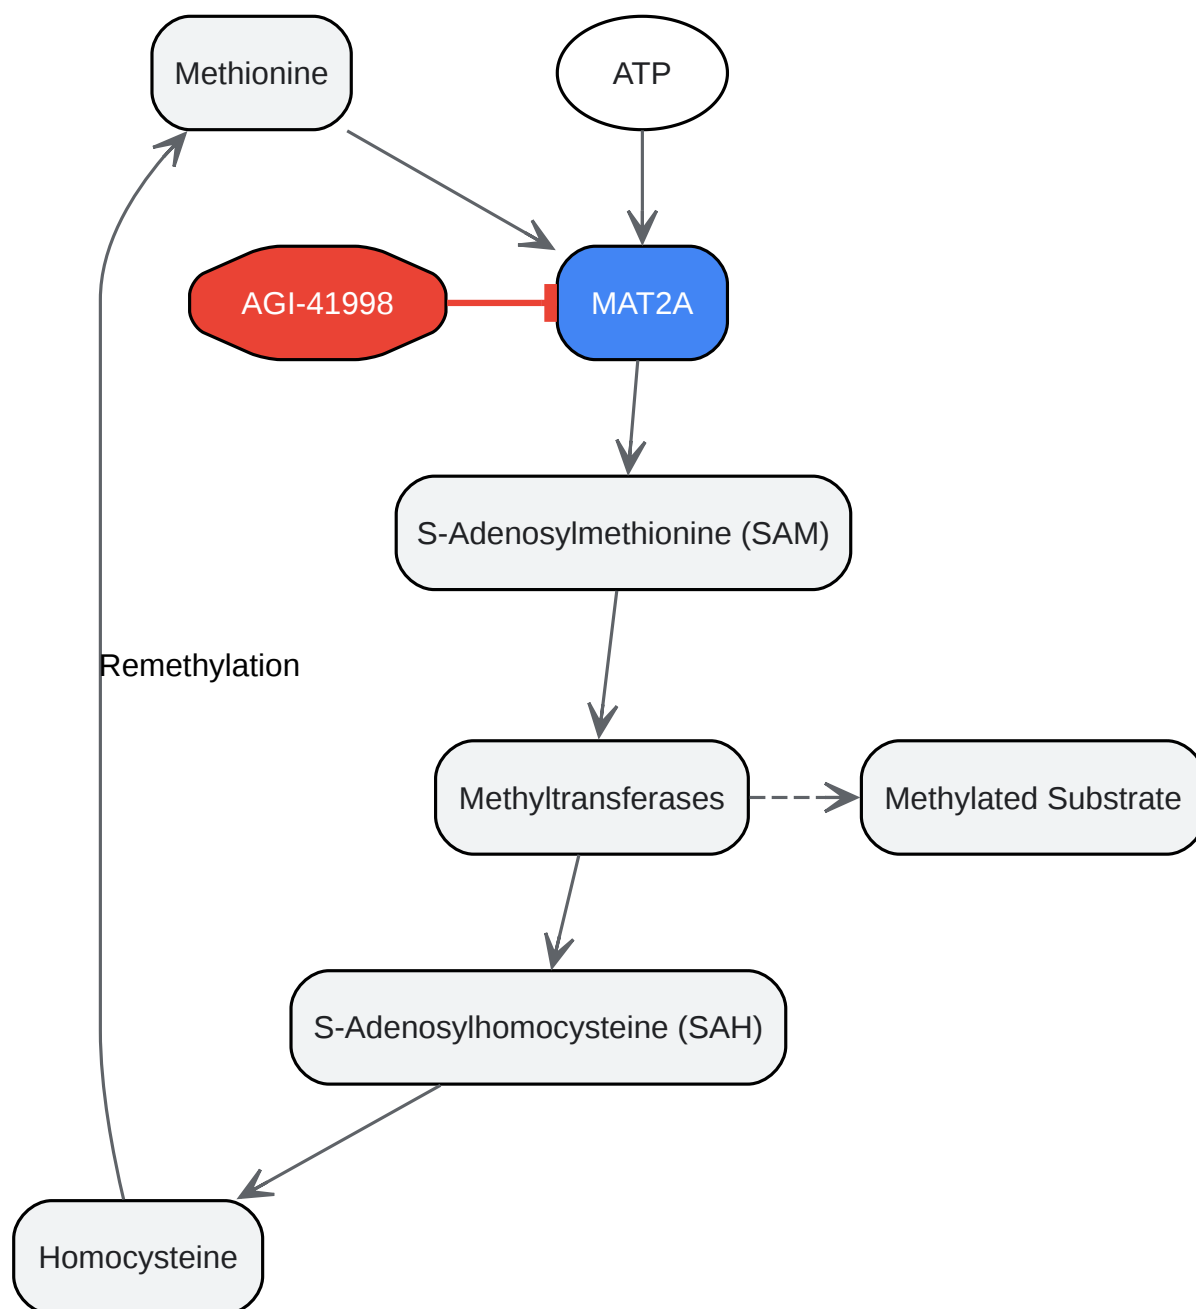 Methionine
ATP
AGI-41998
MAT2A
S-Adenosylmethionine (SAM)
Remethylation
Methyltransferases
Methylated Substrate
S-Adenosylhomocysteine (SAH)
Homocysteine